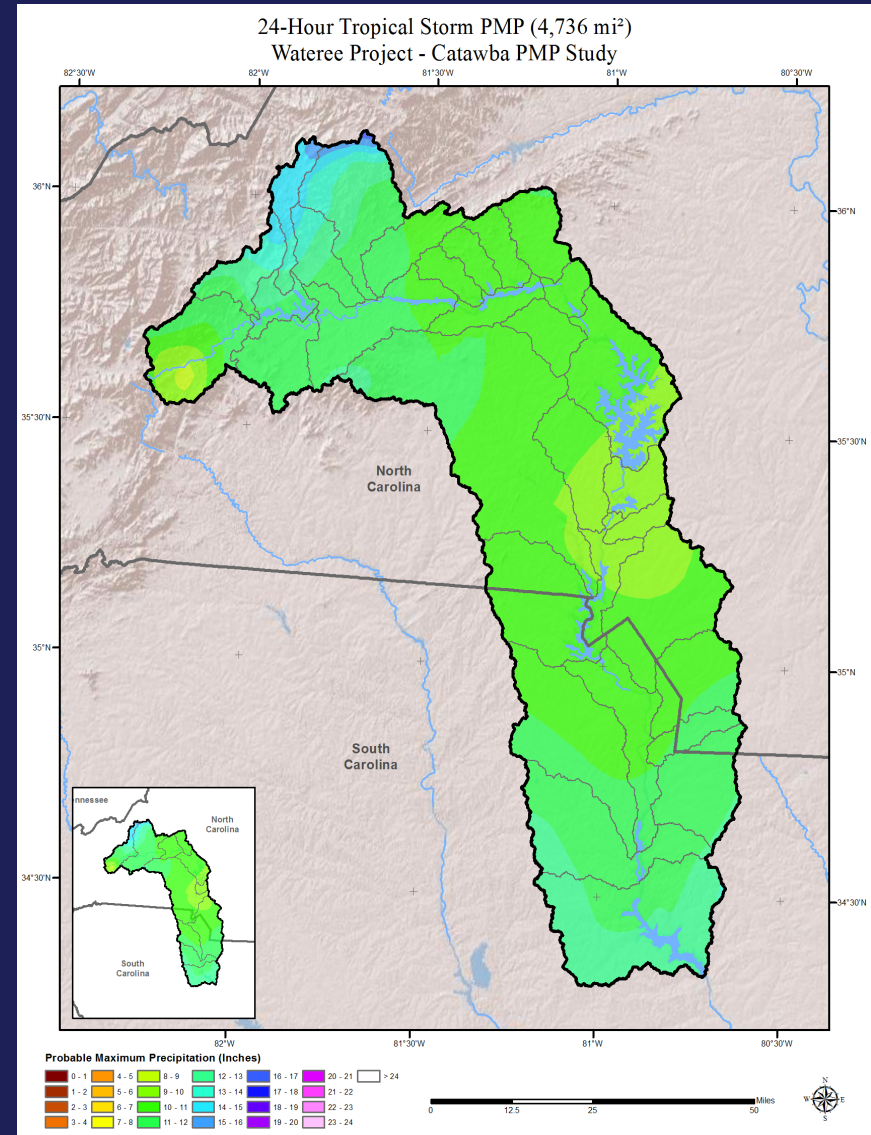 24-Hour Tropical Storm PMP (4,736 mi²)
Wateree Project - Catawba PMP Study
82°30'W 82°W 81°30'W 81°W 80°30'W
36°N 36°N
35°30'N 35°30'N
North
Carolina
35°N 35°N
South
Carolina
ennessee
North
Carolina
34°30'N 34°30'N
South
Carolina
82°W 81°30'W 81°W 80°30'W
Probable Maximum Precipitation (Inches)
0 - 1 4 - 5 8 - 9 12 - 13 16 - 17 20 - 21 > 24
1 - 2 5 - 6 9 - 10 13 - 14 17 - 18 21 - 22
2 - 3 6 - 7 10 - 11 14 - 15 18 - 19 22 - 23
3 - 4 7 - 8 11 - 12 15 - 16 19 - 20 23 - 24
Miles
0 12.5 25 50
N
W E
S